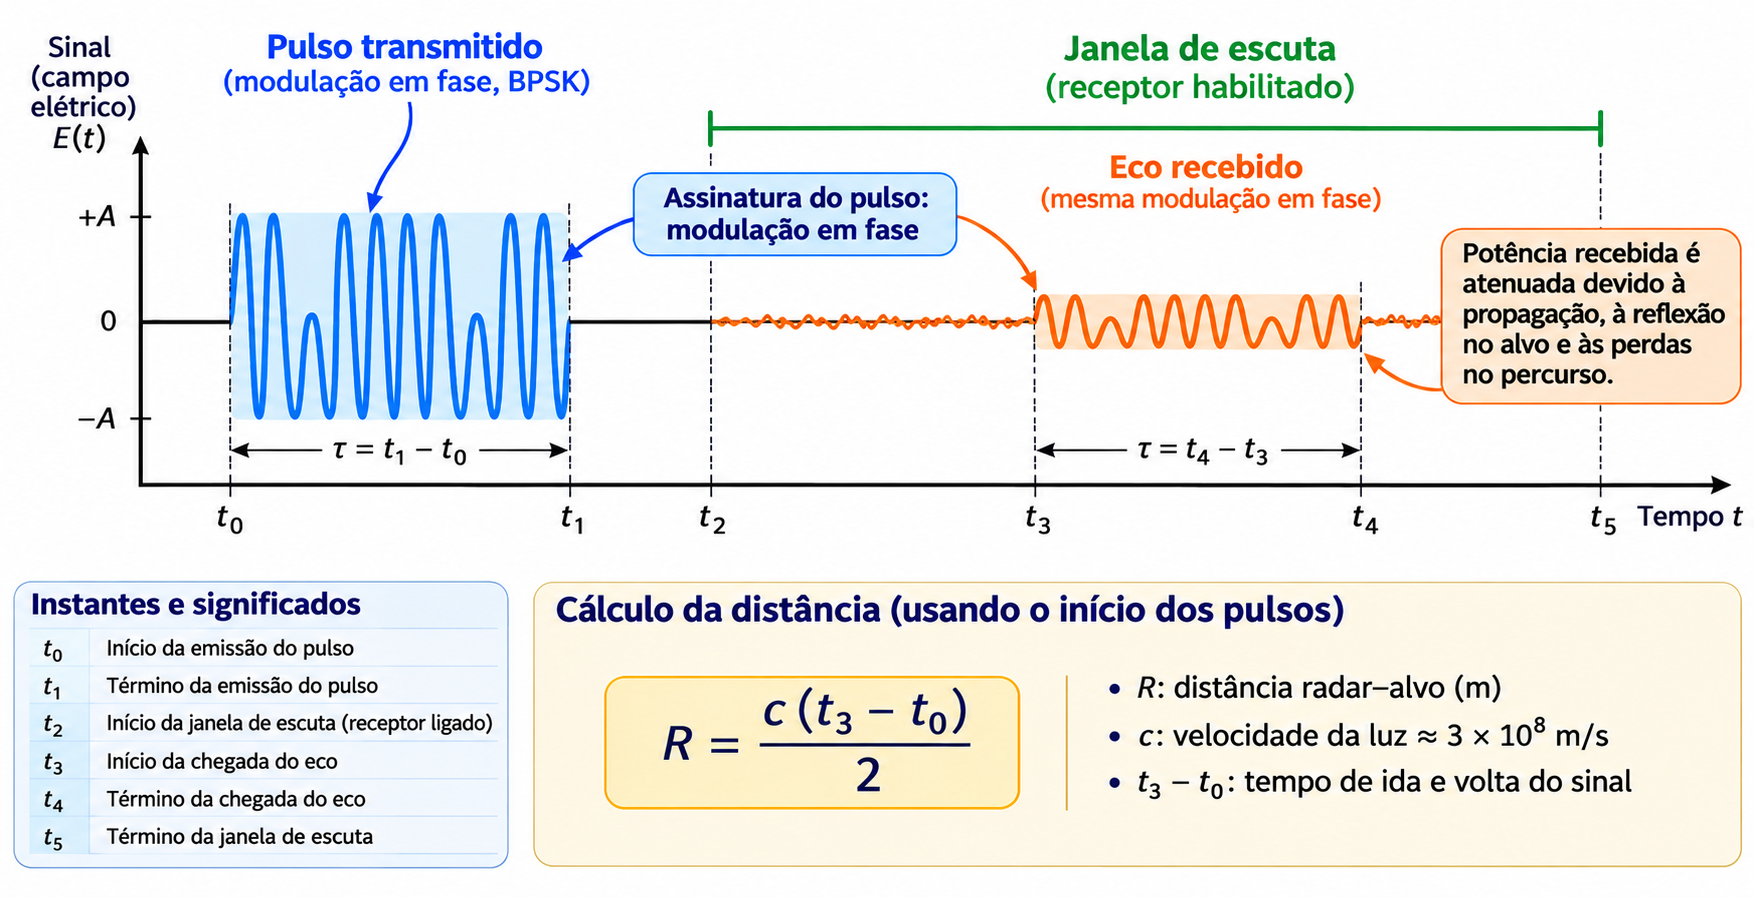 Sinal
(campo
elétrico)
E(t)
Pulso transmitido
(modulação em fase, BPSK)
Janela de escuta
(receptor habilitado)
Eco recebido
(mesma modulação em fase)
Assinatura do pulso:
modulação em fase
Potência recebida é
atenuada devido à
propagação, à reflexão
no alvo e às perdas
no percurso.
+A
0
−A
τ = t₁ − t₀
τ = t₄ − t₃
t₀
t₁
t₂
t₃
t₄
t₅
Tempo t
Instantes e significados
t₀ Início da emissão do pulso
t₁ Término da emissão do pulso
t₂ Início da janela de escuta (receptor ligado)
t₃ Início da chegada do eco
t₄ Término da chegada do eco
t₅ Término da janela de escuta
Cálculo da distância (usando o início dos pulsos)
R = c (t₃ − t₀) / 2
• R: distância radar–alvo (m)
• c: velocidade da luz ≈ 3 × 10⁸ m/s
• t₃ − t₀: tempo de ida e volta do sinal